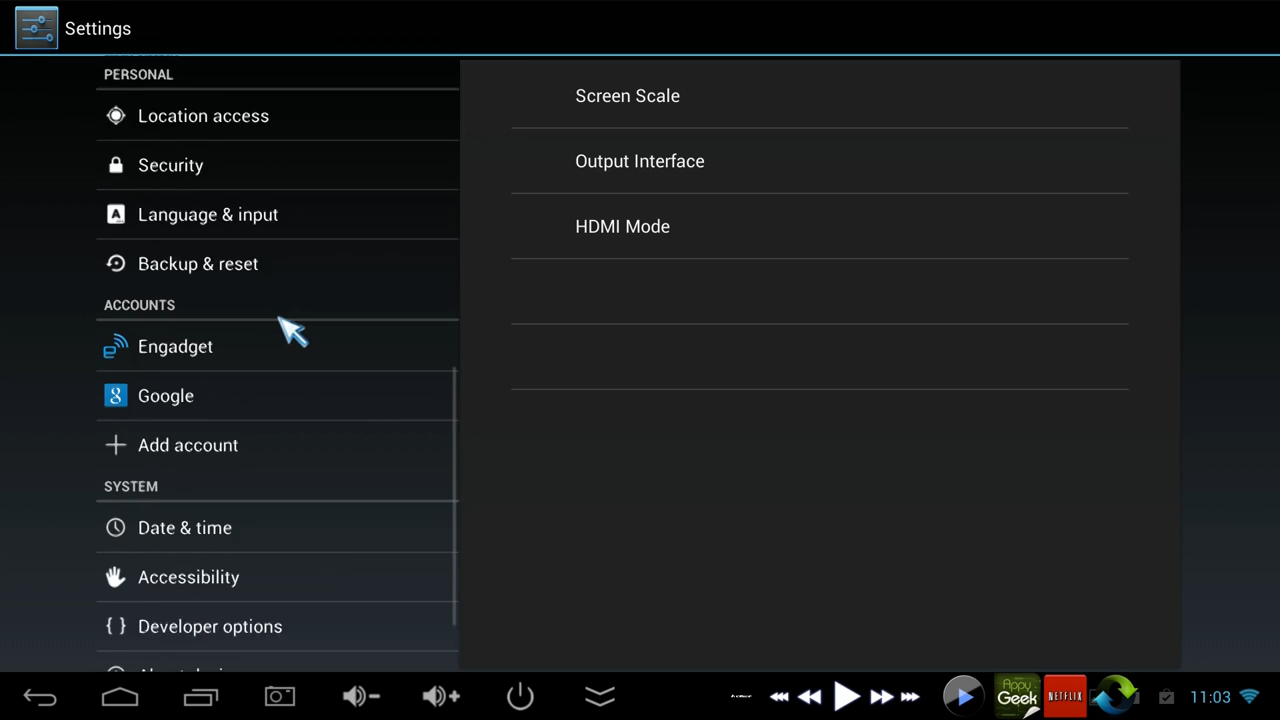 Settings
PERSONAL
Location access
Security
Language & input
Backup & reset
ACCOUNTS
Engadget
Google
Add account
SYSTEM
Date & time
Accessibility
Developer options
Screen Scale
Output Interface
HDMI Mode
Appy
Geek
NETFLIX
11:03